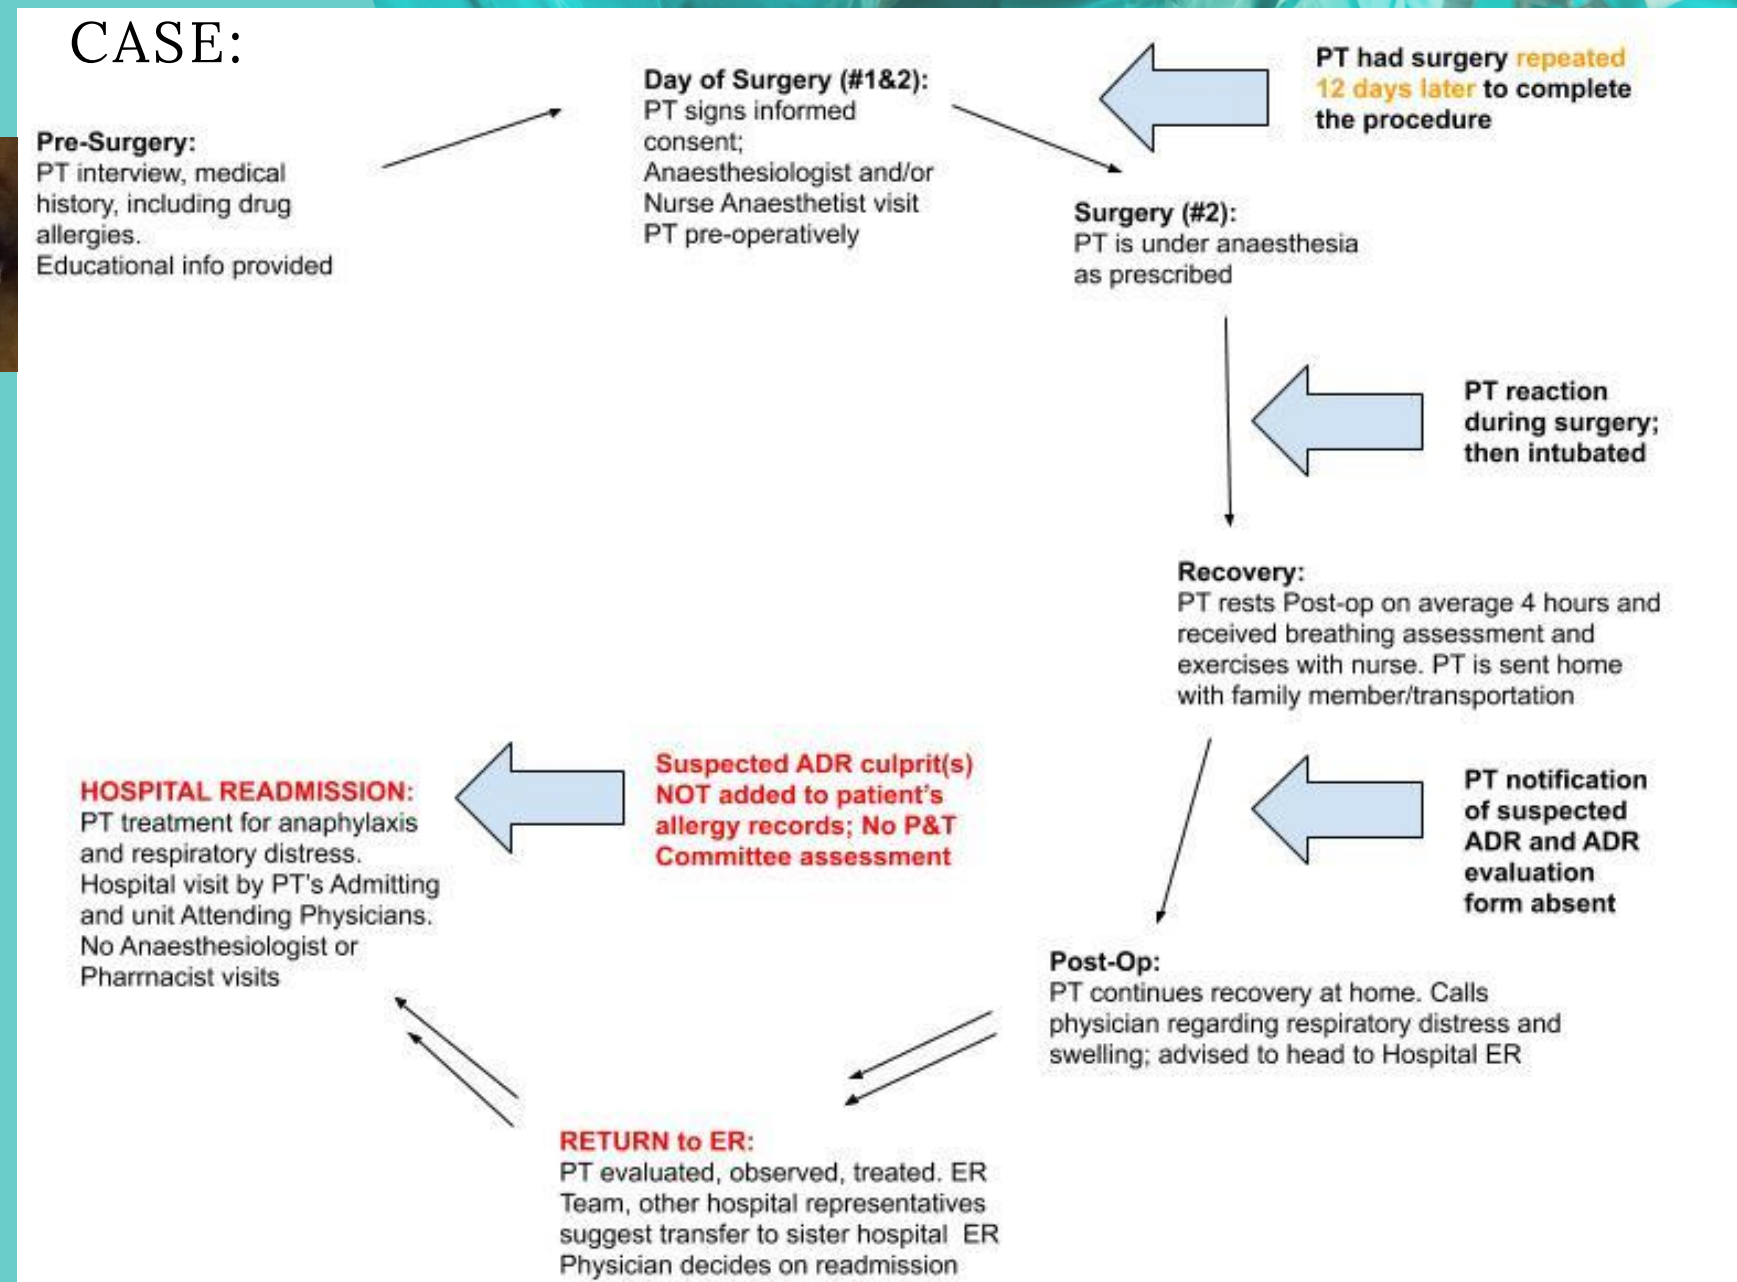 CASE:
Pre-Surgery:
PT interview, medical
history, including drug
allergies.
Educational info provided
Day of Surgery (#1&2):
PT signs informed
consent;
Anaesthesiologist and/or
Nurse Anaesthetist visit
PT pre-operatively
PT had surgery repeated
12 days later to complete
the procedure
Surgery (#2):
PT is under anaesthesia
as prescribed
PT reaction
during surgery;
then intubated
Recovery:
PT rests Post-op on average 4 hours and
received breathing assessment and
exercises with nurse. PT is sent home
with family member/transportation
PT notification
of suspected
ADR and ADR
evaluation
form absent
Post-Op:
PT continues recovery at home. Calls
physician regarding respiratory distress and
swelling; advised to head to Hospital ER
RETURN to ER:
PT evaluated, observed, treated. ER
Team, other hospital representatives
suggest transfer to sister hospital ER
Physician decides on readmission
Suspected ADR culprit(s)
NOT added to patient's
allergy records; No P&T
Committee assessment
HOSPITAL READMISSION:
PT treatment for anaphylaxis
and respiratory distress.
Hospital visit by PT's Admitting
and unit Attending Physicians.
No Anaesthesiologist or
Pharmacist visits